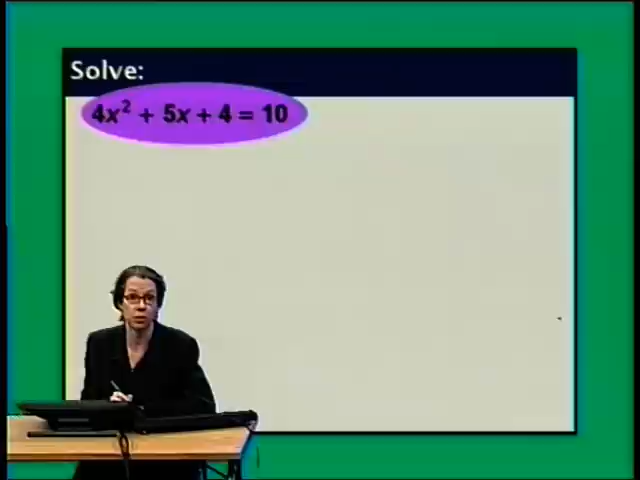 Solve:
4x² + 5x + 4 = 10